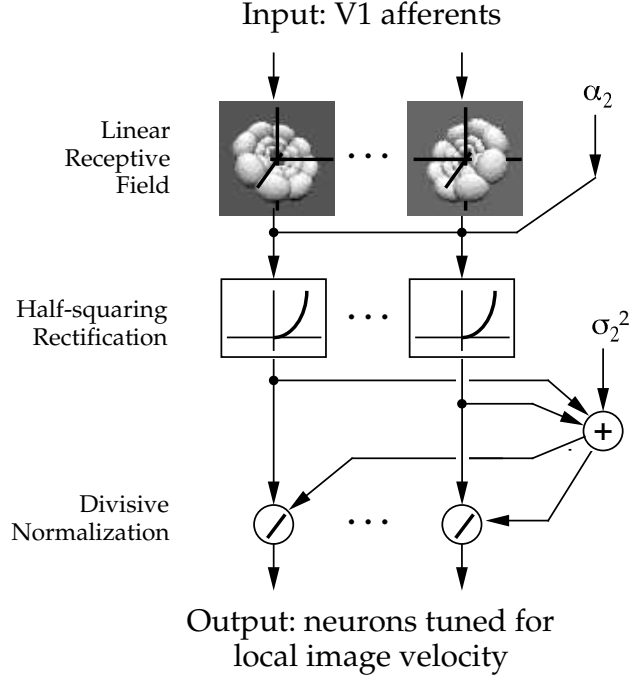 Input: V1 afferents
α₂
Linear
Receptive
Field
. . .
Half-squaring
Rectification
. . .
σ₂²
+
Divisive
Normalization
. . .
Output: neurons tuned for
local image velocity